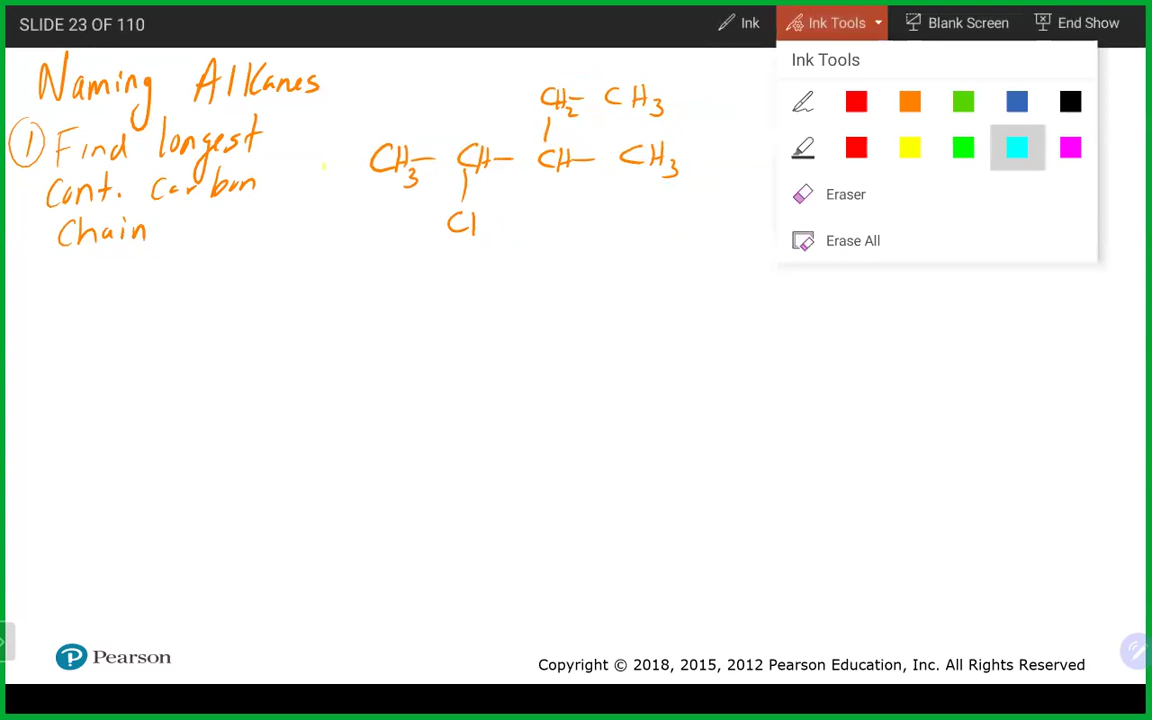 SLIDE 23 OF 110
Ink
Ink Tools
Blank Screen
End Show
Ink Tools
Eraser
Erase All
Naming Alkanes
① Find longest
Cont. Carbon
Chain
CH₂– CH₃
CH₃– CH– CH– CH₃
Cl
Pearson
Copyright © 2018, 2015, 2012 Pearson Education, Inc. All Rights Reserved